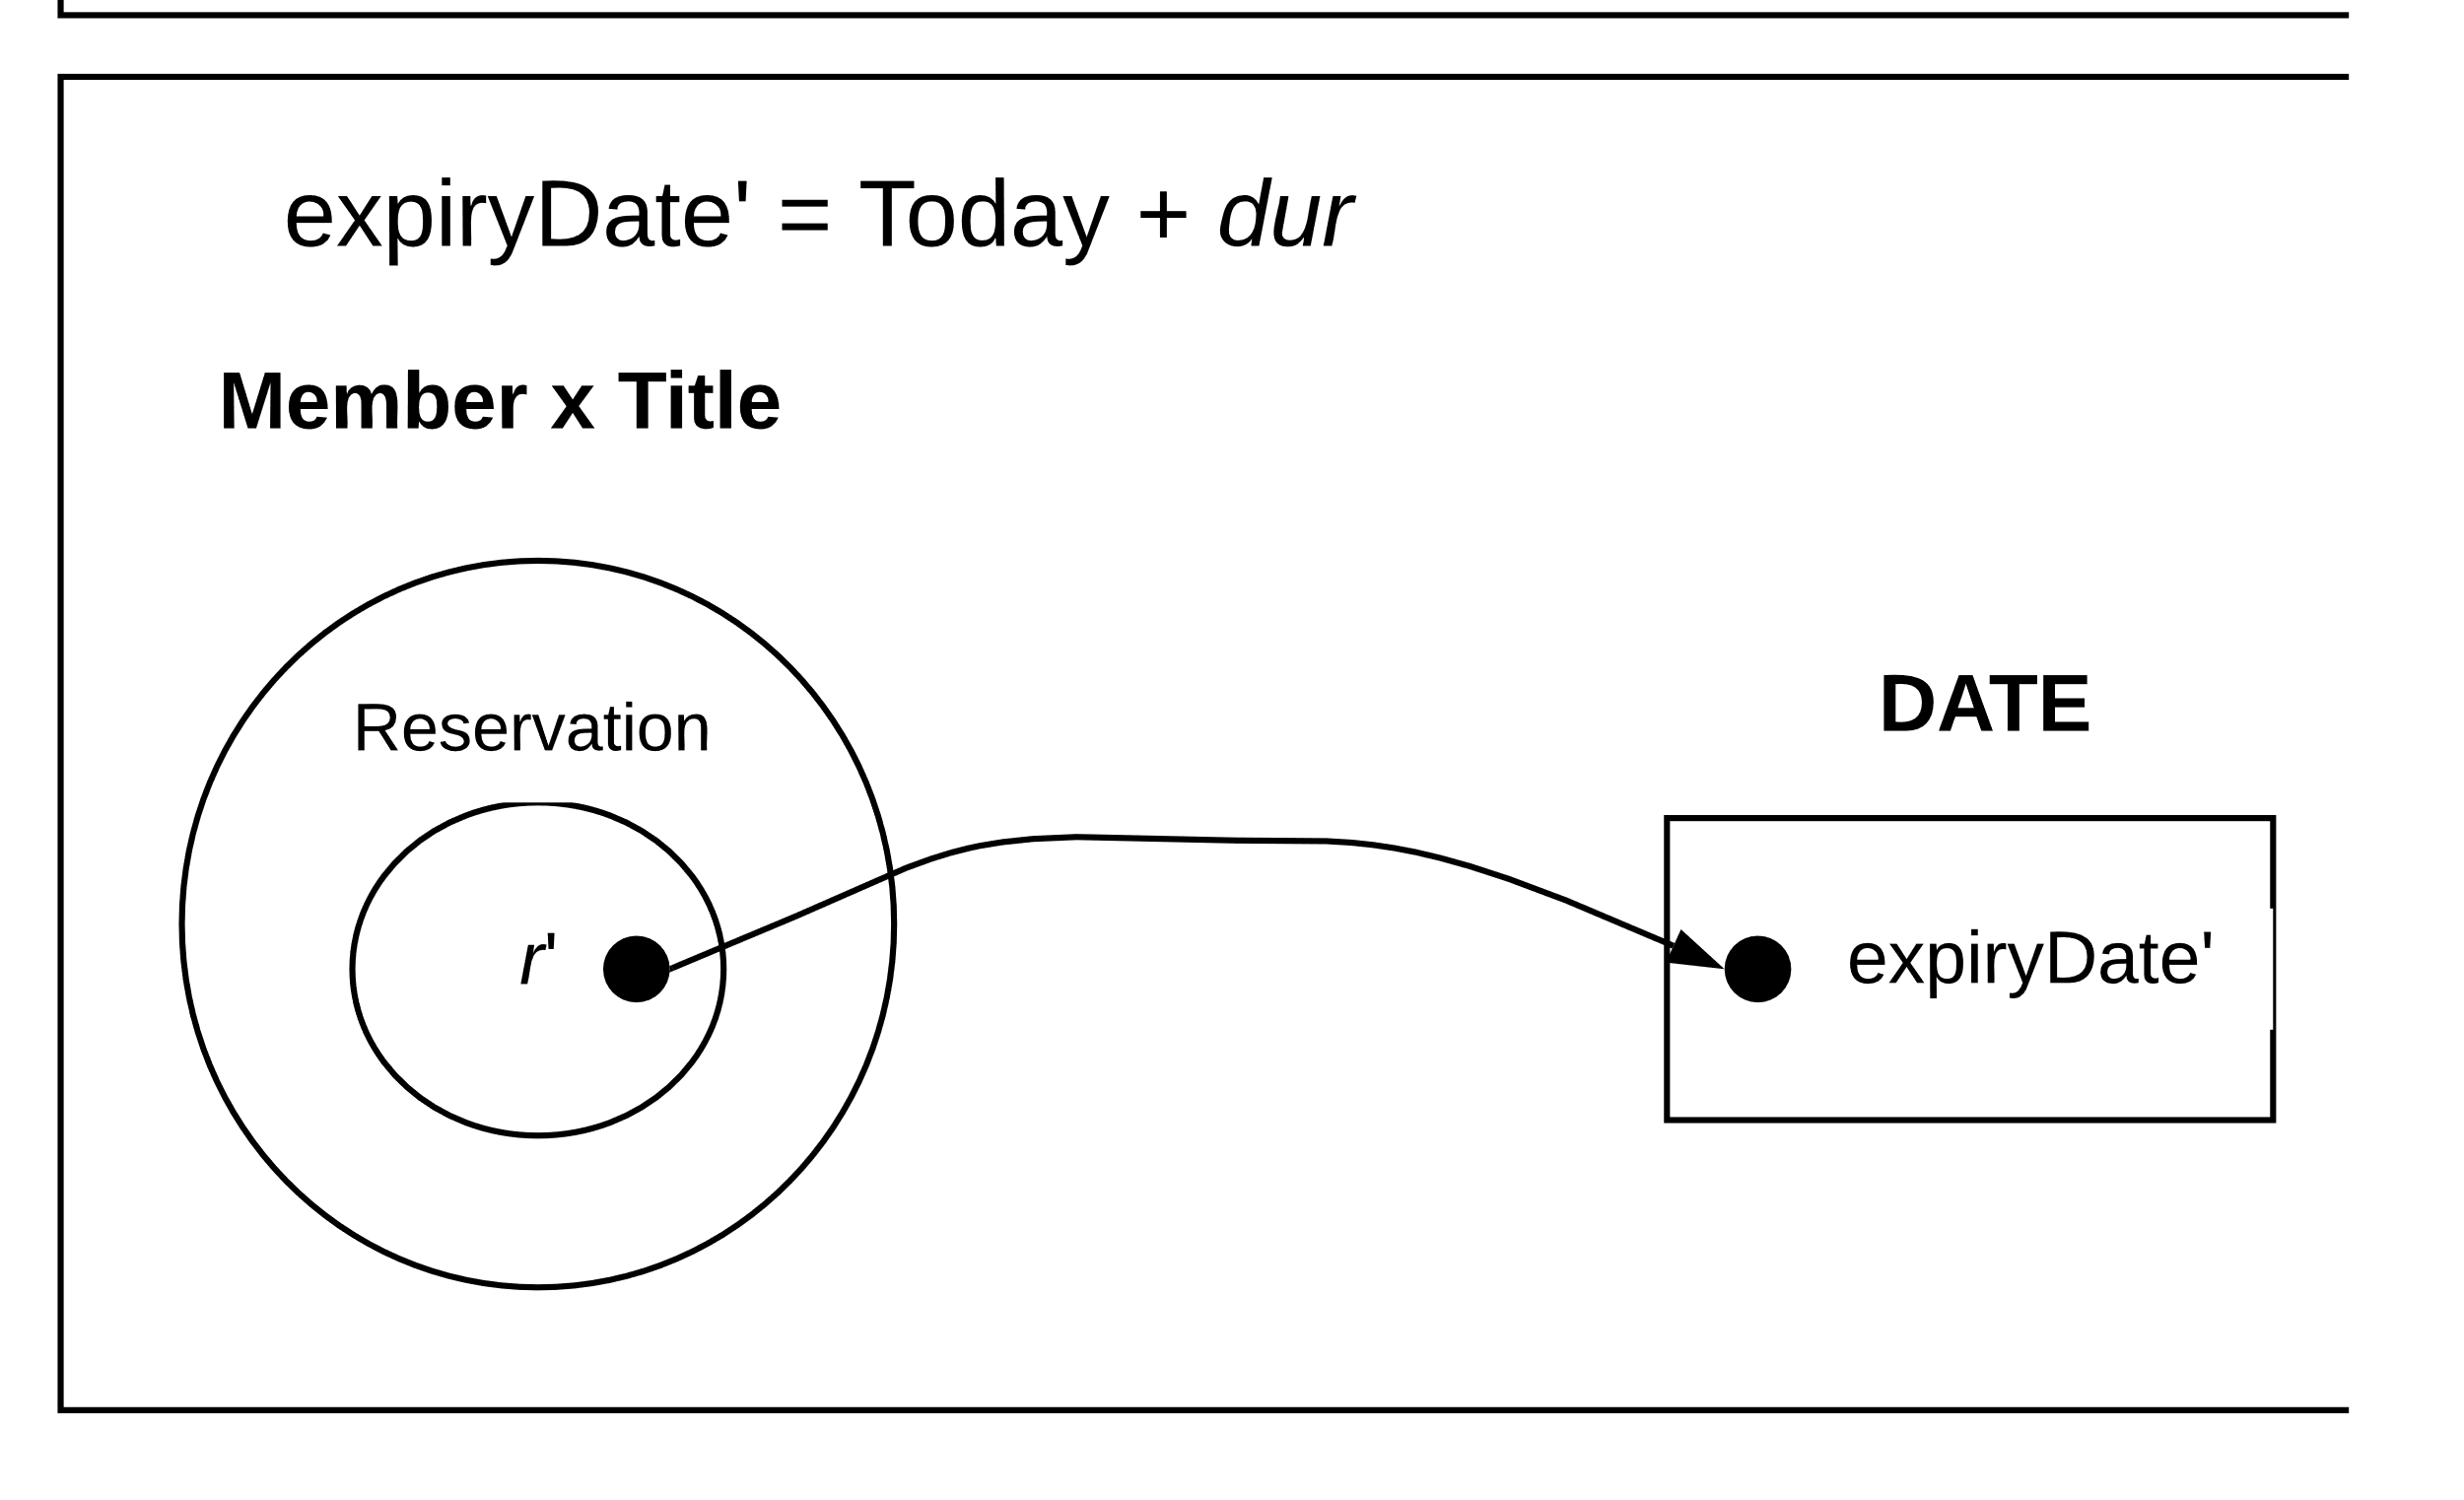 expiryDate' = Today + dur
Member x Title
Reservation
DATE
r'
expiryDate'